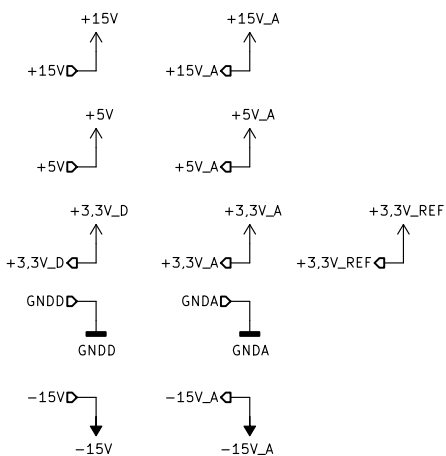 +15V +15V_A
+15V +15V_A
+5V +5V_A
+5V +5V_A
+3,3V_D +3,3V_A +3,3V_REF
+3,3V_D +3,3V_A +3,3V_REF
GNDD GNDA
GNDD GNDA
-15V -15V_A
-15V -15V_A